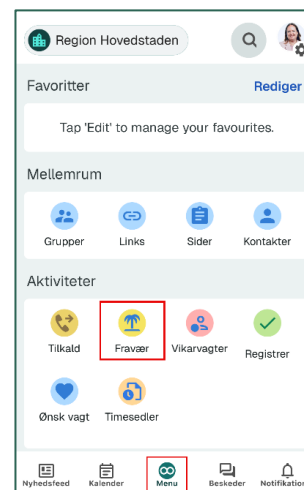 Region Hovedstaden
Favoritter Rediger
Tap 'Edit' to manage your favourites.
Mellemrum
Grupper Links Sider Kontakter
Aktiviteter
Tilkald Fravær Vikarvagter Registrer
Ønsk vagt Timesedler
Nyhedsfeed Kalender Menu Beskeder Notifikation